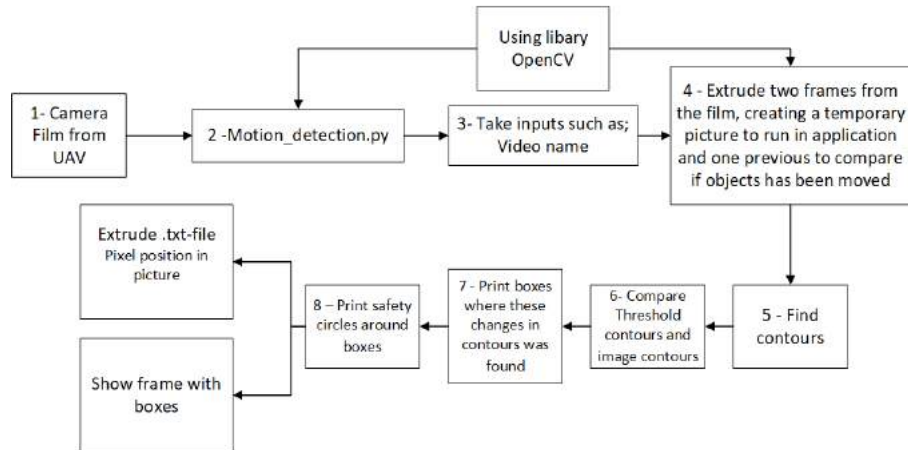 Using libary
OpenCV
1- Camera
Film from
UAV
2 -Motion_detection.py
3- Take inputs such as;
Video name
4 - Extrude two frames from
the film, creating a temporary
picture to run in application
and one previous to compare
if objects has been moved
5 - Find
contours
6- Compare
Threshold
contours and
image contours
7 - Print boxes
where these
changes in
contours was
found
8 – Print safety
circles around
boxes
Extrude .txt-file
Pixel position in
picture
Show frame with
boxes